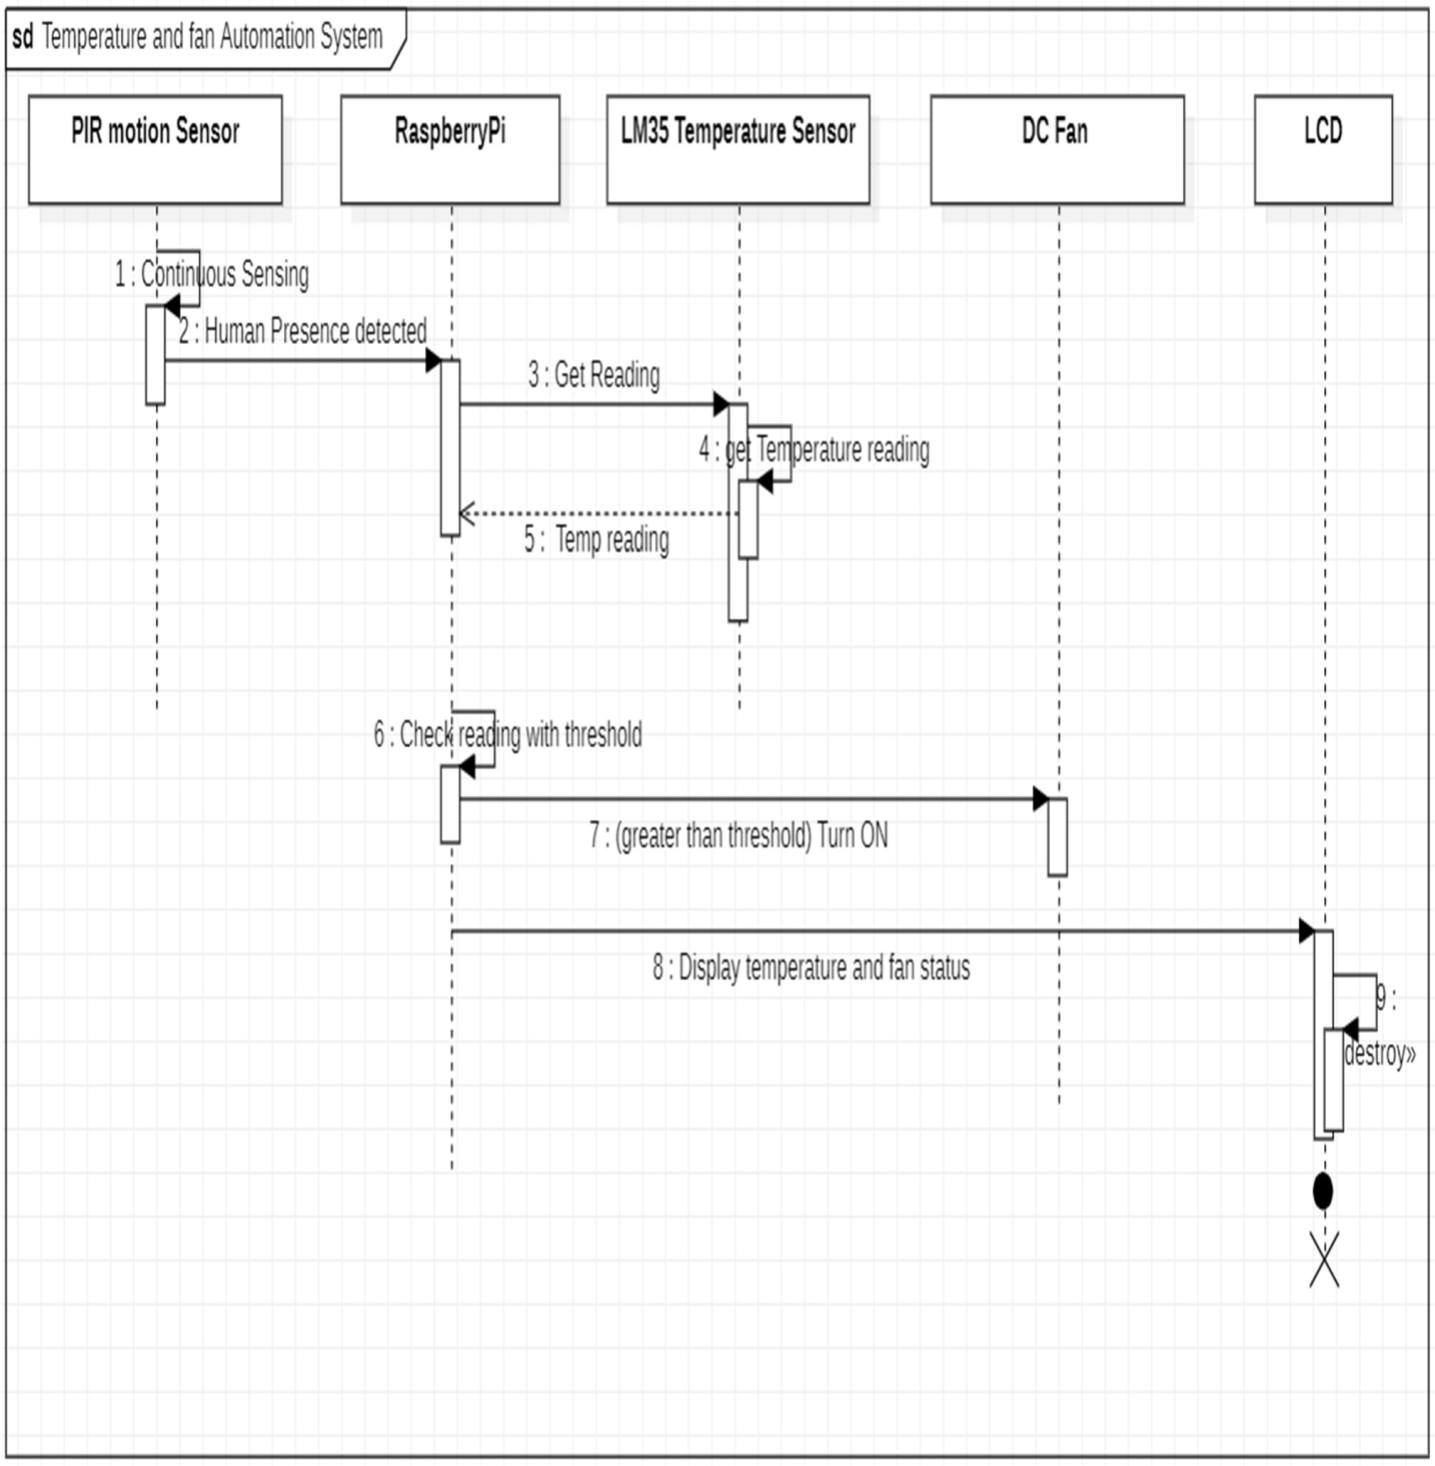 sd Temperature and fan Automation System
PIR motion Sensor
RaspberryPi
LM35 Temperature Sensor
DC Fan
LCD
1 : Continuous Sensing
2 : Human Presence detected
3 : Get Reading
4 : get Temperature reading
5 : Temp reading
6 : Check reading with threshold
7 : (greater than threshold) Turn ON
8 : Display temperature and fan status
9 :
destroy»